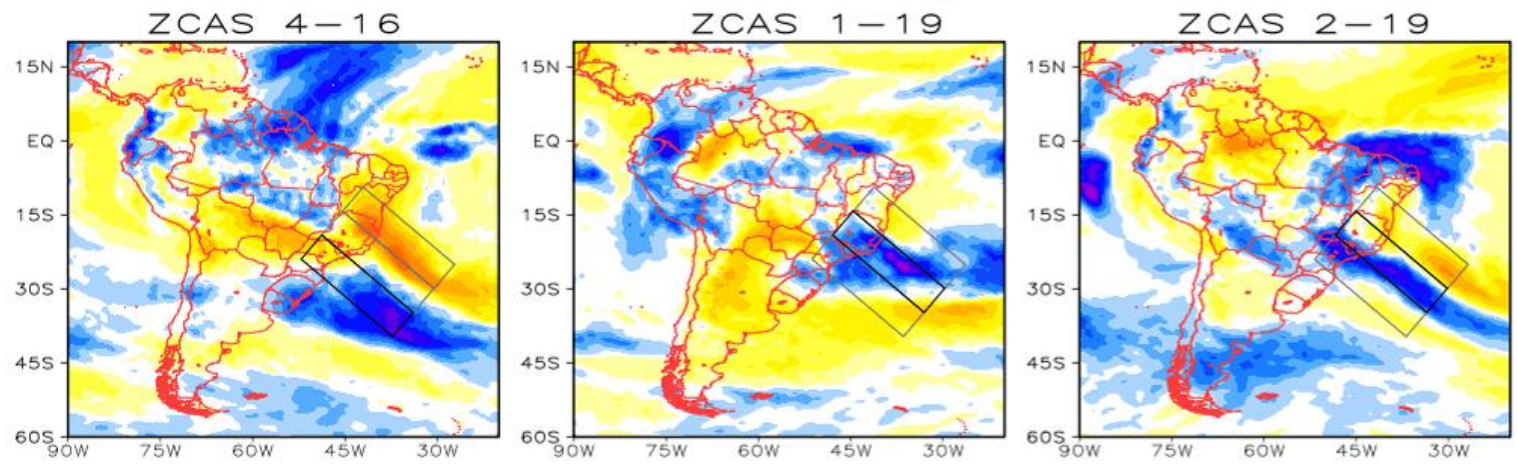 ZCAS 4-16
15N
EQ
15S
30S
45S
60S
90W 75W 60W 45W 30W
ZCAS 1-19
15N
EQ
15S
30S
45S
60S
90W 75W 60W 45W 30W
ZCAS 2-19
15N
EQ
15S
30S
45S
60S
90W 75W 60W 45W 30W